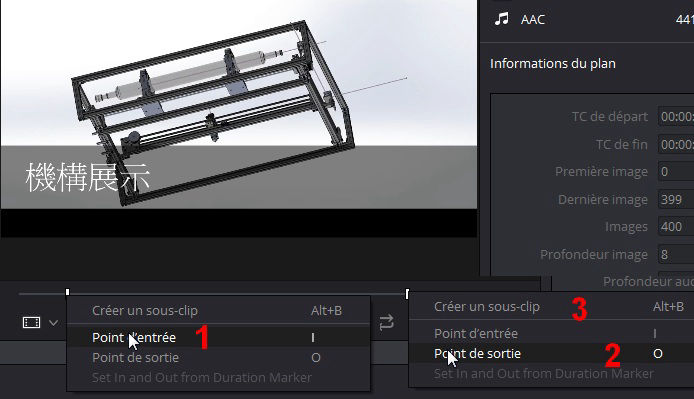 AAC 441
Informations du plan
TC de départ 00:00:
TC de fin 00:00:
Première image 0
Dernière image 399
Images 400
Profondeur image 8
Profondeur aud
機構展示
Créer un sous-clip Alt+B
Point d'entrée I
1
Point de sortie O
Set In and Out from Duration Marker
Créer un sous-clip Alt+B
3
Point d'entrée I
Point de sortie O
2
Set In and Out from Duration Marker